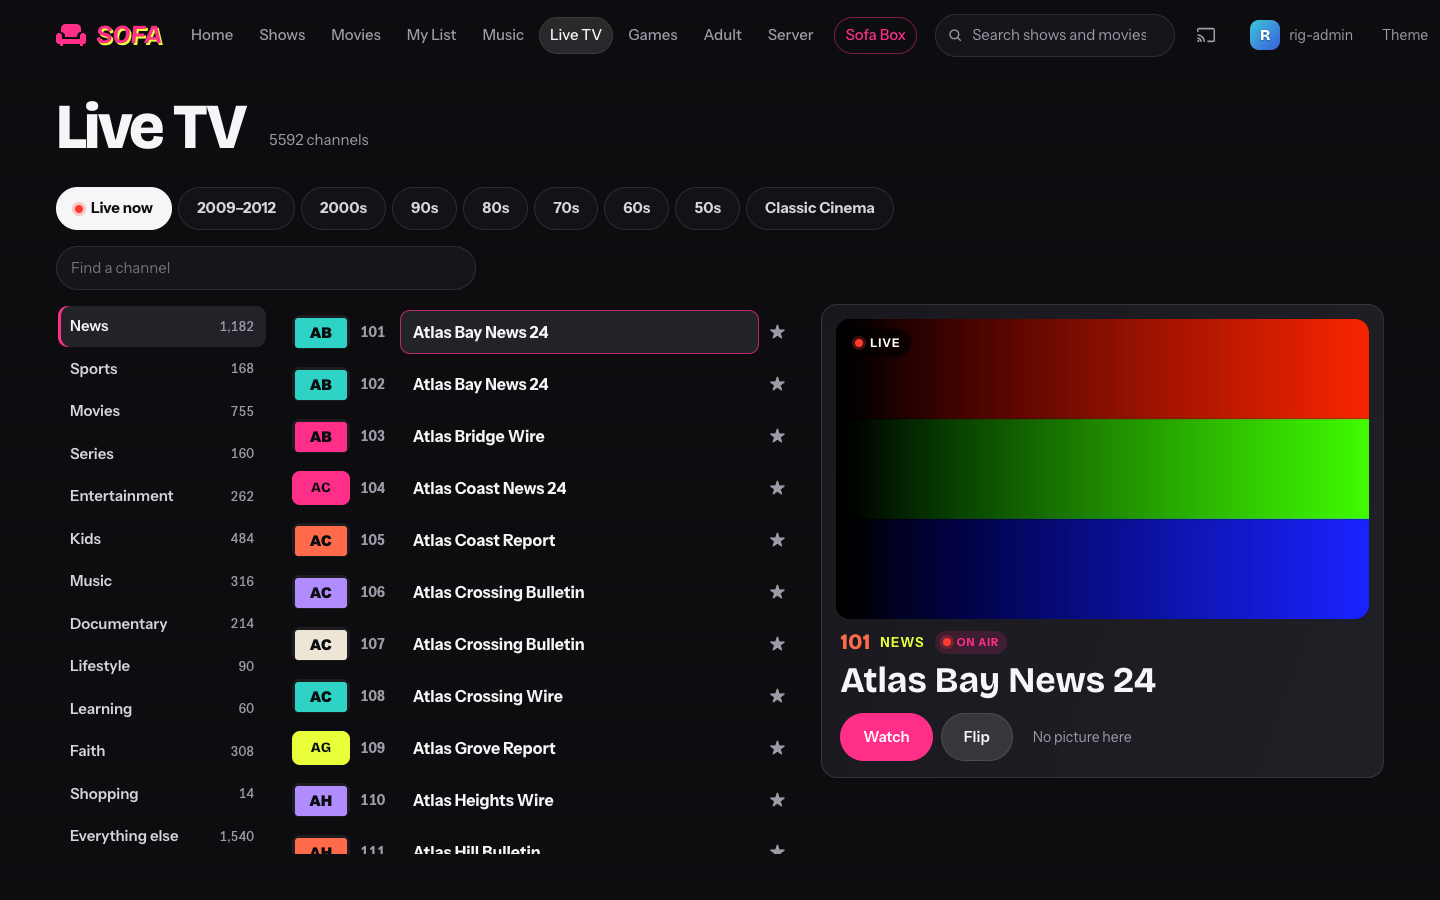 SOFA Home Shows Movies My List Music Live TV Games Adult Server Sofa Box Search shows and movies R rig-admin Theme
Live TV 5592 channels
Live now 2009–2012 2000s 90s 80s 70s 60s 50s Classic Cinema
Find a channel
News 1,182
Sports 168
Movies 755
Series 160
Entertainment 262
Kids 484
Music 316
Documentary 214
Lifestyle 90
Learning 60
Faith 308
Shopping 14
Everything else 1,540
AB 101 Atlas Bay News 24
AB 102 Atlas Bay News 24
AB 103 Atlas Bridge Wire
AC 104 Atlas Coast News 24
AC 105 Atlas Coast Report
AC 106 Atlas Crossing Bulletin
AC 107 Atlas Crossing Bulletin
AC 108 Atlas Crossing Wire
AG 109 Atlas Grove Report
AH 110 Atlas Heights Wire
AH 111 Atlas Hill Bulletin
LIVE
101 NEWS ON AIR
Atlas Bay News 24
Watch Flip No picture here